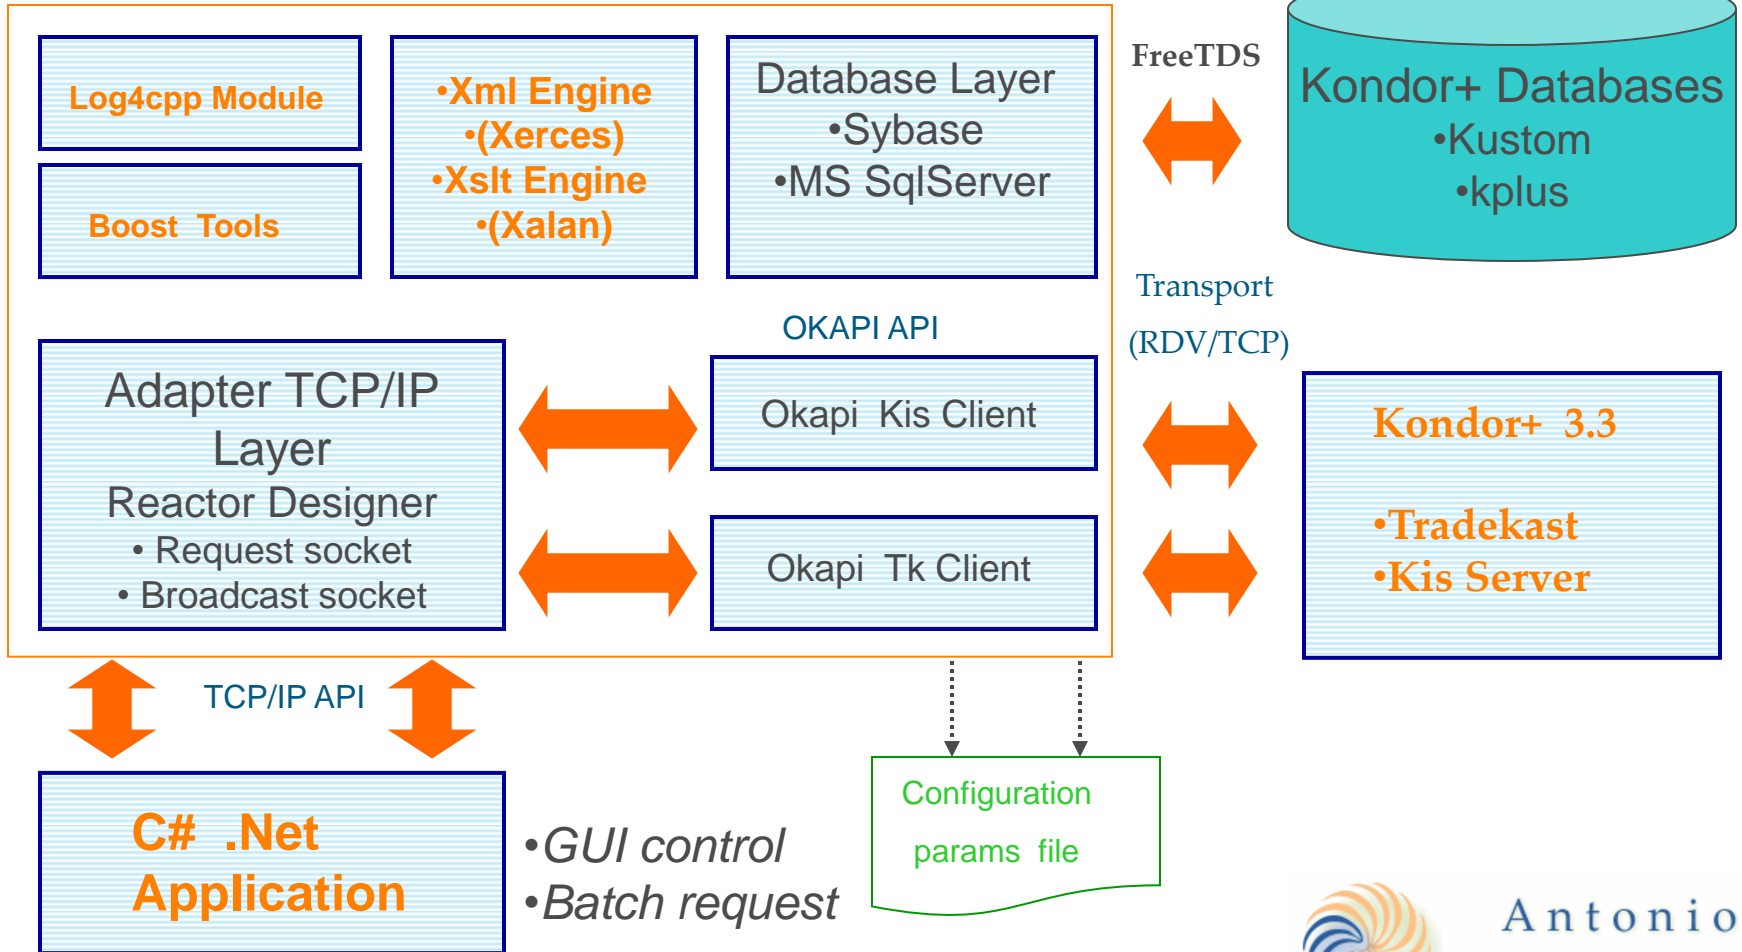 Log4cpp Module
Boost Tools
•Xml Engine
•(Xerces)
•Xslt Engine
•(Xalan)
Database Layer
•Sybase
•MS SqlServer
FreeTDS
Kondor+ Databases
•Kustom
•kplus
Transport
(RDV/TCP)
OKAPI API
Adapter TCP/IP
Layer
Reactor Designer
• Request socket
• Broadcast socket
Okapi Kis Client
Okapi Tk Client
Kondor+ 3.3
•Tradekast
•Kis Server
TCP/IP API
C# .Net
Application
•GUI control
•Batch request
Configuration
params file
Antonio